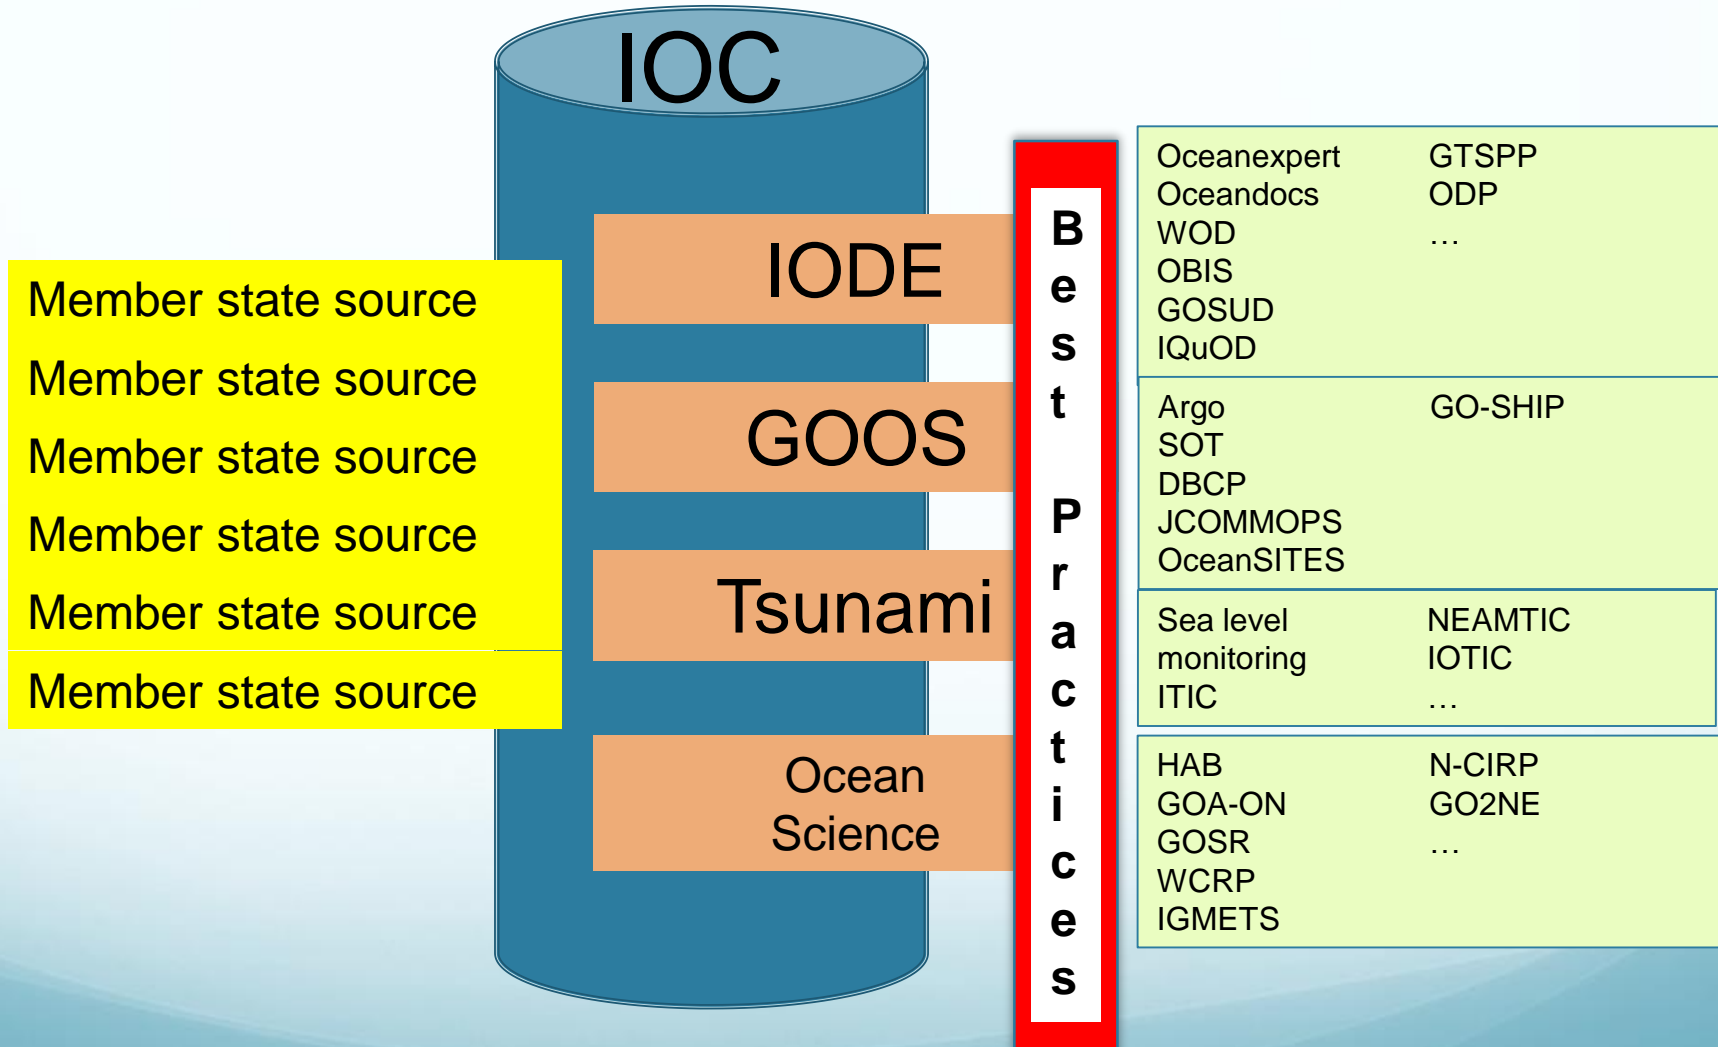 IOC
Member state source
Member state source
Member state source
Member state source
Member state source
Member state source
IODE
GOOS
Tsunami
Ocean
Science
Best Practices
Oceanexpert GTSPP
Oceandocs ODP
WOD …
OBIS
GOSUD
IQuOD
Argo GO-SHIP
SOT
DBCP
JCOMMOPS
OceanSITES
Sea level NEAMTIC
monitoring IOTIC
ITIC …
HAB N-CIRP
GOA-ON GO2NE
GOSR …
WCRP
IGMETS